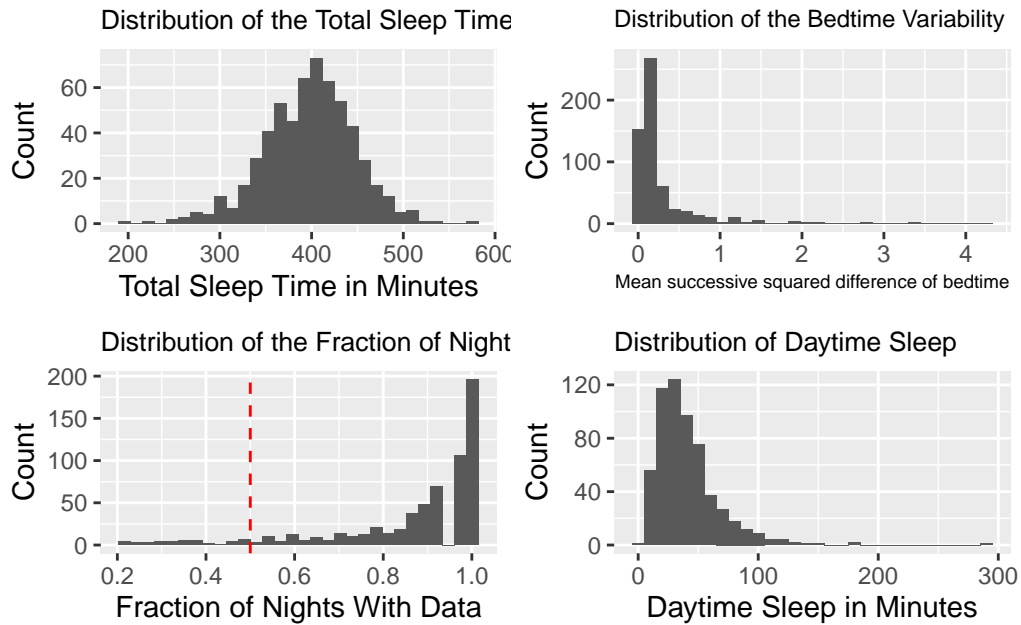 Distribution of the Total Sleep Time
Count
60
40
20
0
200 300 400 500 600
Total Sleep Time in Minutes
Distribution of the Bedtime Variability
Count
200
100
0
0 1 2 3 4
Mean successive squared difference of bedtime
Distribution of the Fraction of Night
Count
200
150
100
50
0
0.2 0.4 0.6 0.8 1.0
Fraction of Nights With Data
Distribution of Daytime Sleep
Count
120
80
40
0
0 100 200 300
Daytime Sleep in Minutes